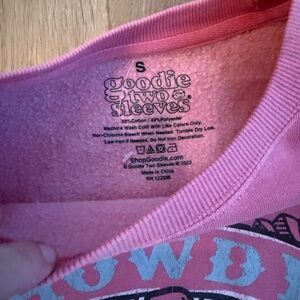 S
goodie
two
sleeves
58%Cotton / 42%Polyester
Machine Wash Cold With Like Colors Only.
Non-Chlorine Bleach When Needed. Tumble Dry Low.
Low Iron if Needed. Do Not Iron Decoration.
ShopGoodie.com
© Goodie Two Sleeves ® 2023
Made in China
RN 122008
HOWD